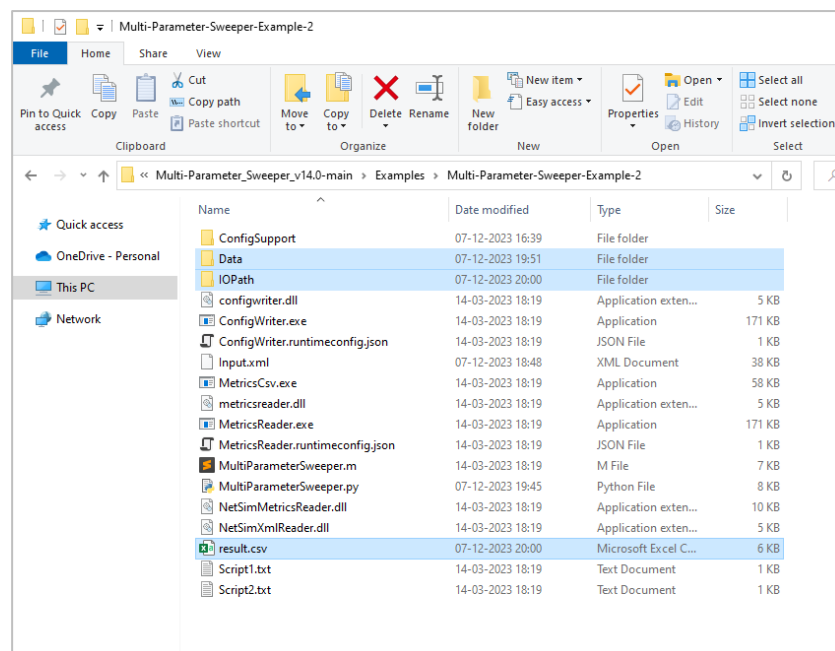 Multi-Parameter-Sweeper-Example-2
File Home Share View
Pin to Quick access
Copy
Paste
Cut
Copy path
Paste shortcut
Clipboard
Move to
Copy to
Delete
Rename
Organize
New folder
New item
Easy access
New
Properties
Open
Edit
History
Open
Select all
Select none
Invert selection
Select
« Multi-Parameter_Sweeper_v14.0-main > Examples > Multi-Parameter-Sweeper-Example-2
Quick access
OneDrive - Personal
This PC
Network
Name Date modified Type Size
ConfigSupport 07-12-2023 16:39 File folder
Data 07-12-2023 19:51 File folder
IOPath 07-12-2023 20:00 File folder
configwriter.dll 14-03-2023 18:19 Application exten... 5 KB
ConfigWriter.exe 14-03-2023 18:19 Application 171 KB
ConfigWriter.runtimeconfig.json 14-03-2023 18:19 JSON File 1 KB
Input.xml 07-12-2023 18:48 XML Document 38 KB
MetricsCsv.exe 14-03-2023 18:19 Application 58 KB
metricsreader.dll 14-03-2023 18:19 Application exten... 5 KB
MetricsReader.exe 14-03-2023 18:19 Application 171 KB
MetricsReader.runtimeconfig.json 14-03-2023 18:19 JSON File 1 KB
MultiParameterSweeper.m 14-03-2023 18:19 M File 7 KB
MultiParameterSweeper.py 07-12-2023 19:45 Python File 8 KB
NetSimMetricsReader.dll 14-03-2023 18:19 Application exten... 10 KB
NetSimXmlReader.dll 14-03-2023 18:19 Application exten... 5 KB
result.csv 07-12-2023 20:00 Microsoft Excel C... 6 KB
Script1.txt 14-03-2023 18:19 Text Document 1 KB
Script2.txt 14-03-2023 18:19 Text Document 1 KB